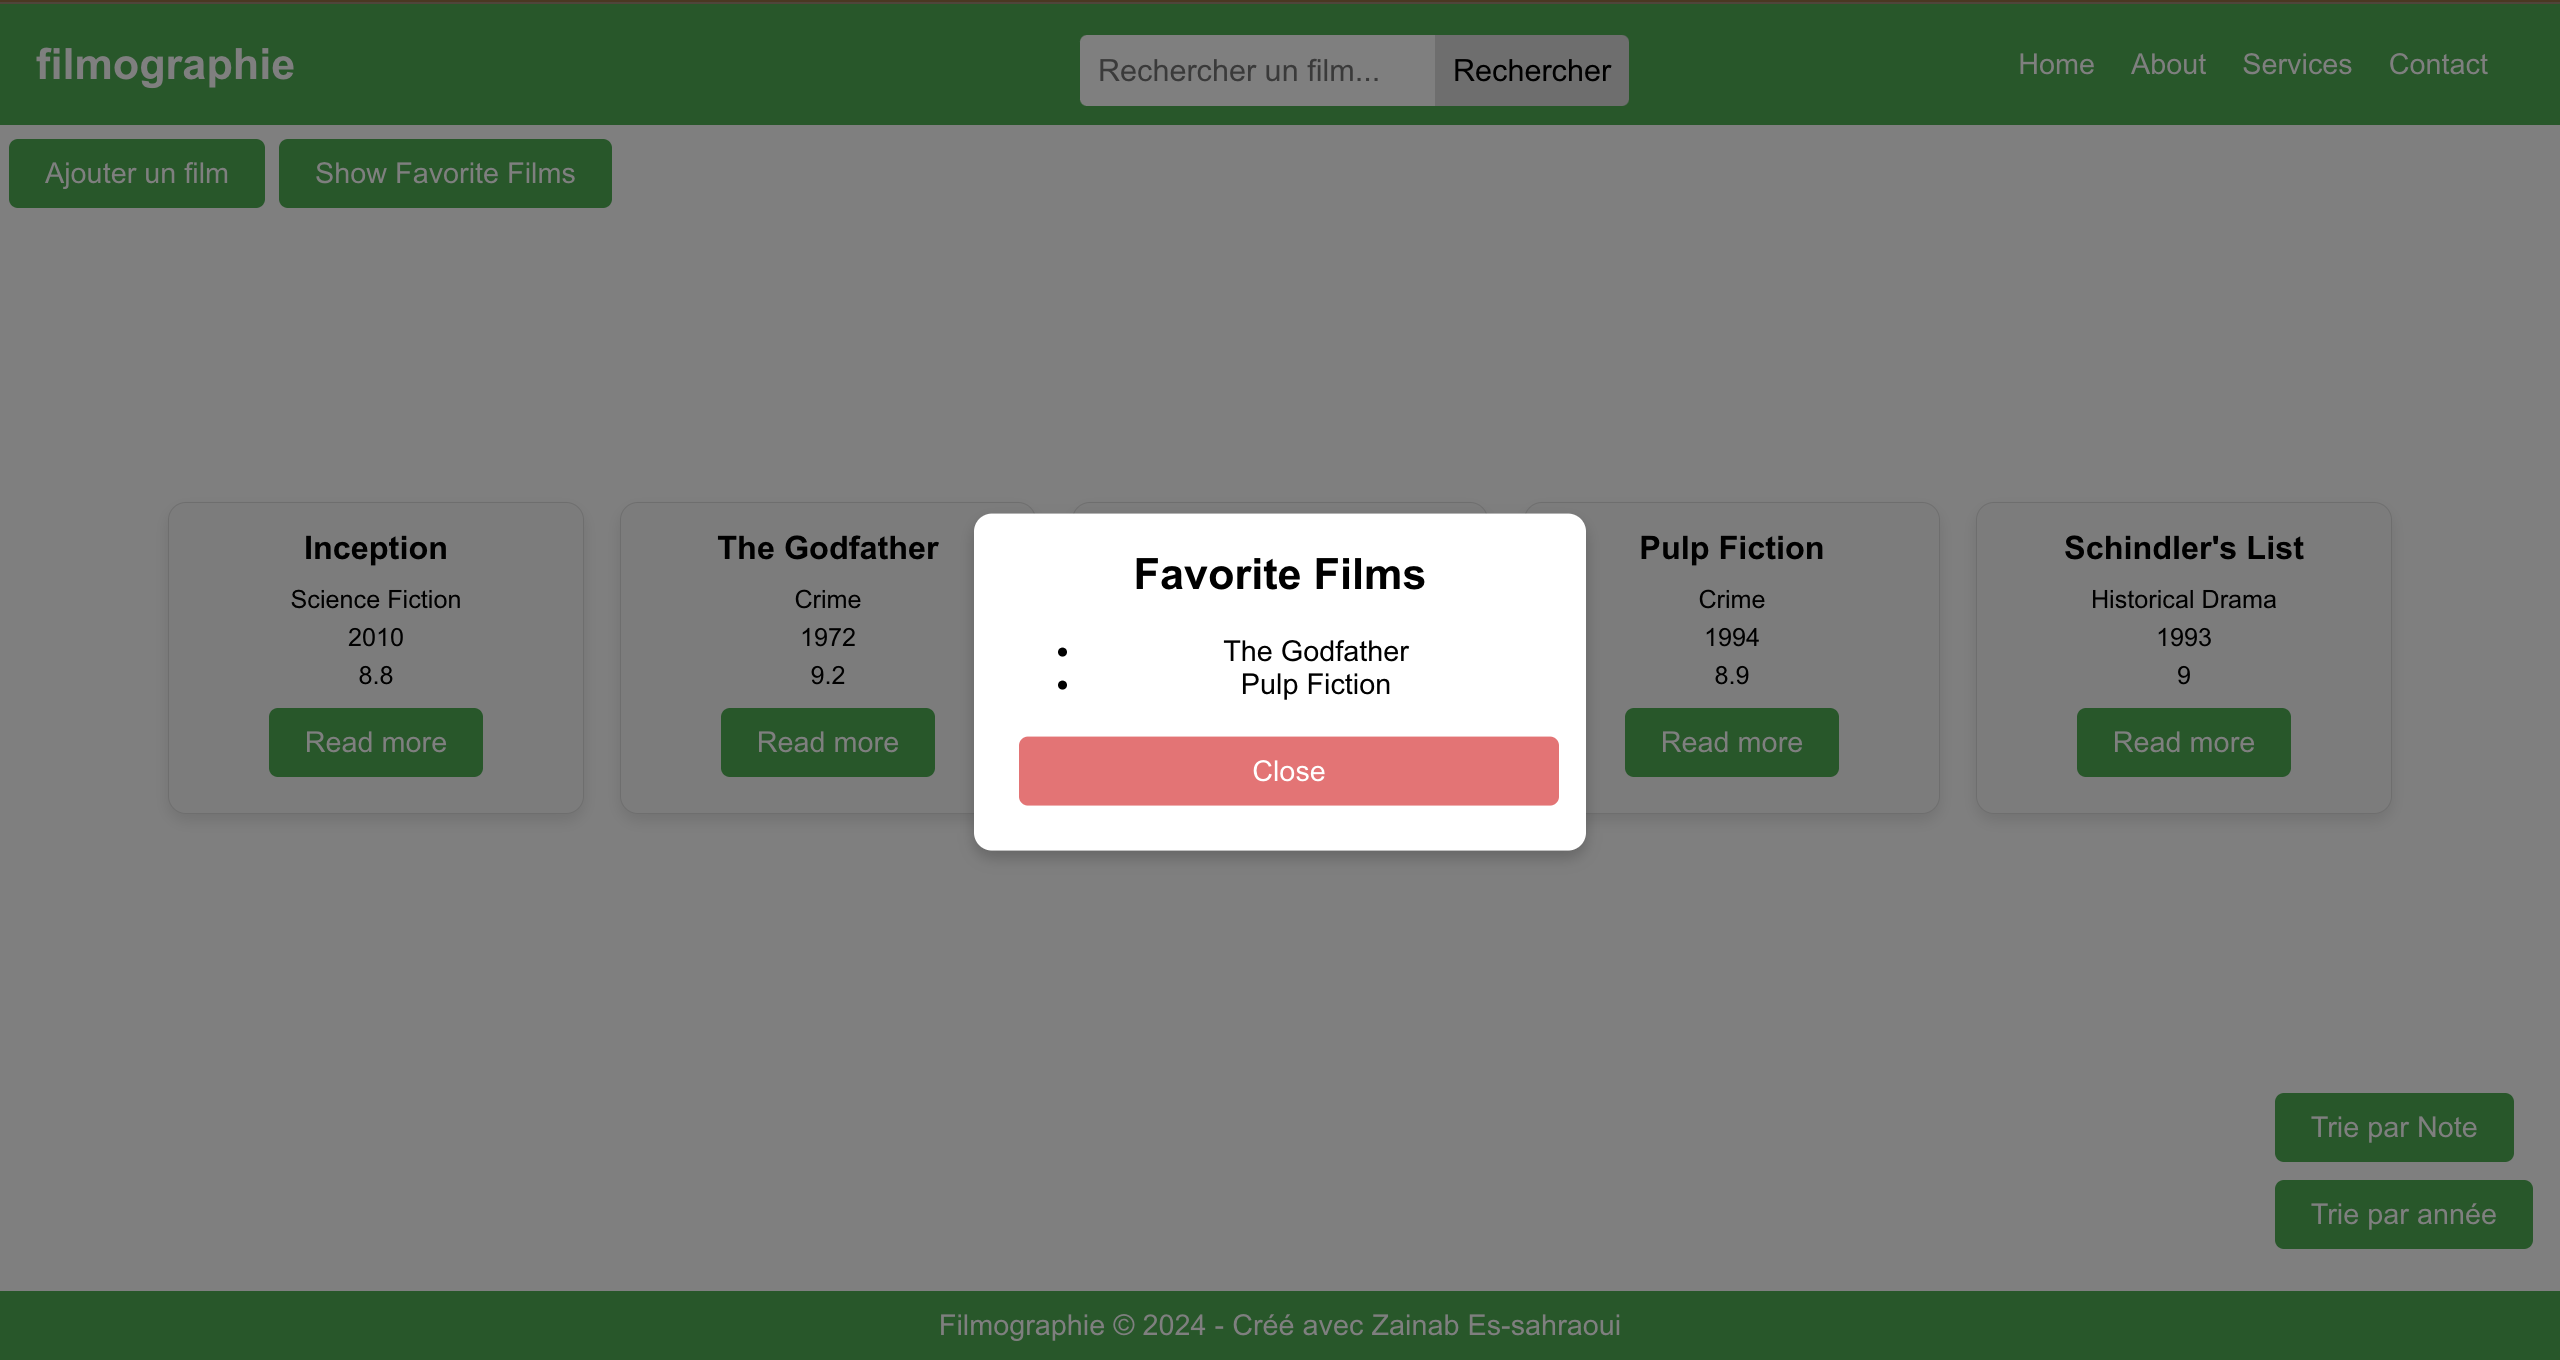 filmographie
Rechercher un film...
Rechercher
Home About Services Contact
Ajouter un film
Show Favorite Films
Inception
Science Fiction
2010
8.8
Read more
The Godfather
Crime
1972
9.2
Read more
Favorite Films
• The Godfather
• Pulp Fiction
Close
Pulp Fiction
Crime
1994
8.9
Read more
Schindler's List
Historical Drama
1993
9
Read more
Trie par Note
Trie par année
Filmographie © 2024 - Créé avec Zainab Es-sahraoui